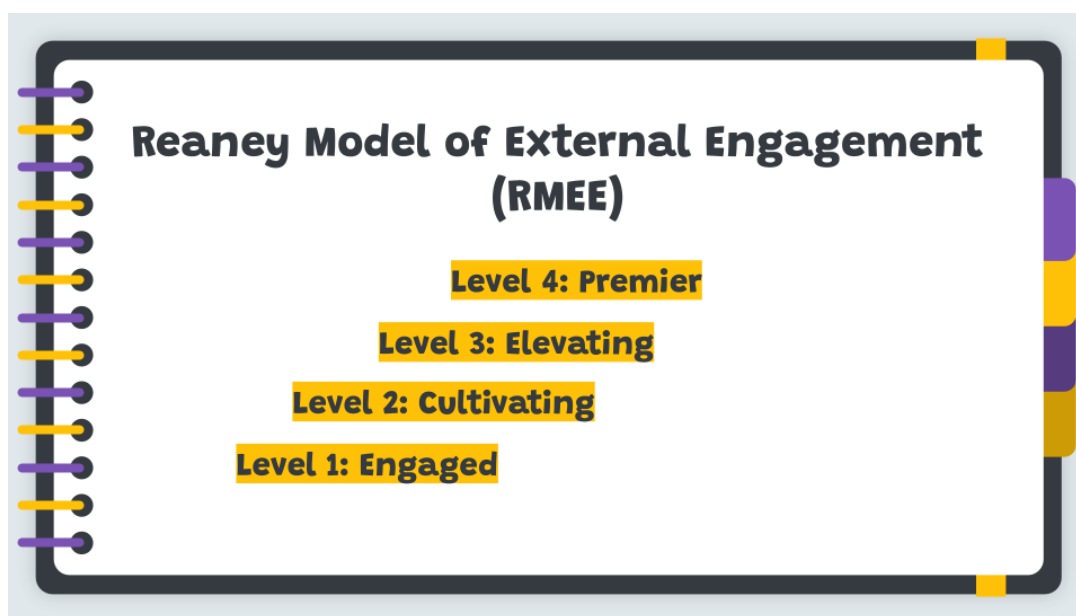 Reaney Model of External Engagement
(RMEE)
Level 4: Premier
Level 3: Elevating
Level 2: Cultivating
Level 1: Engaged